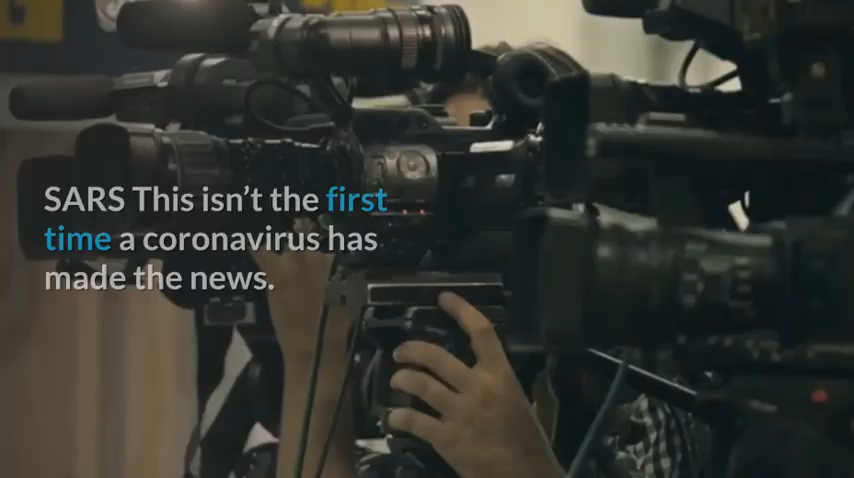 SARS This isn’t the first
time a coronavirus has
made the news.